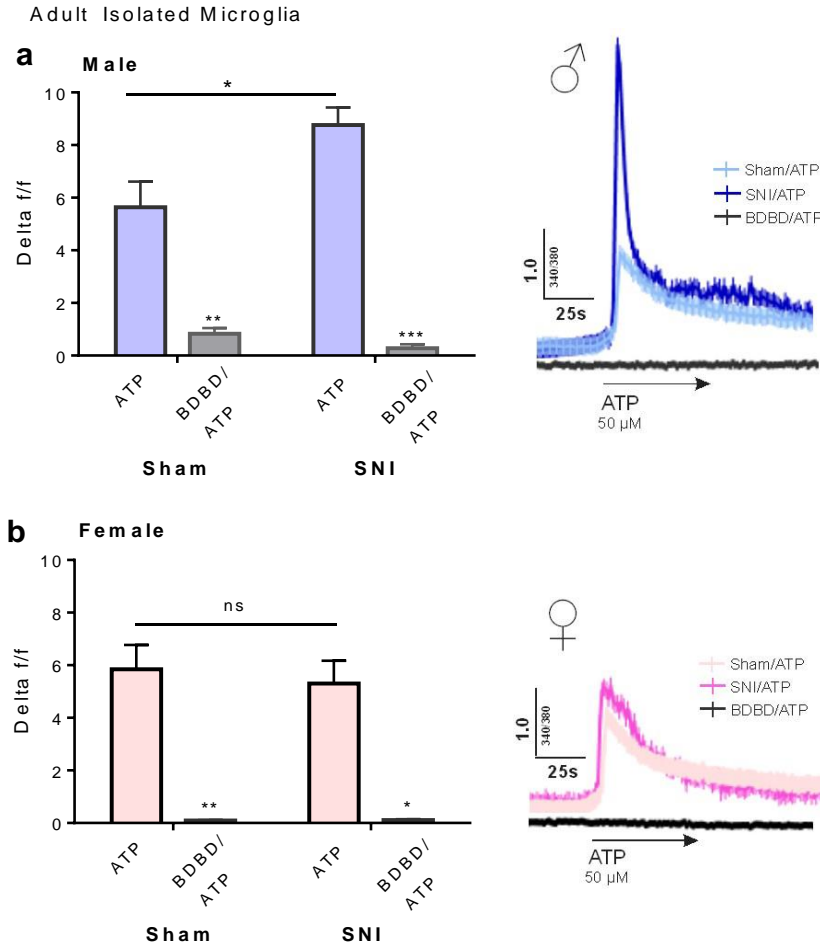 Adult Isolated Microglia
a
Male
10
8
6
4
2
0
Delta f/f
*
**
***
ATP
BDBD/
ATP
ATP
BDBD/
ATP
Sham
SNI
♂
Sham/ATP
SNI/ATP
BDBD/ATP
1.0
340/380
25s
ATP
50 µM
b
Female
10
8
6
4
2
0
Delta f/f
ns
**
*
ATP
BDBD/
ATP
ATP
BDBD/
ATP
Sham
SNI
♀
Sham/ATP
SNI/ATP
BDBD/ATP
1.0
340/380
25s
ATP
50 µM